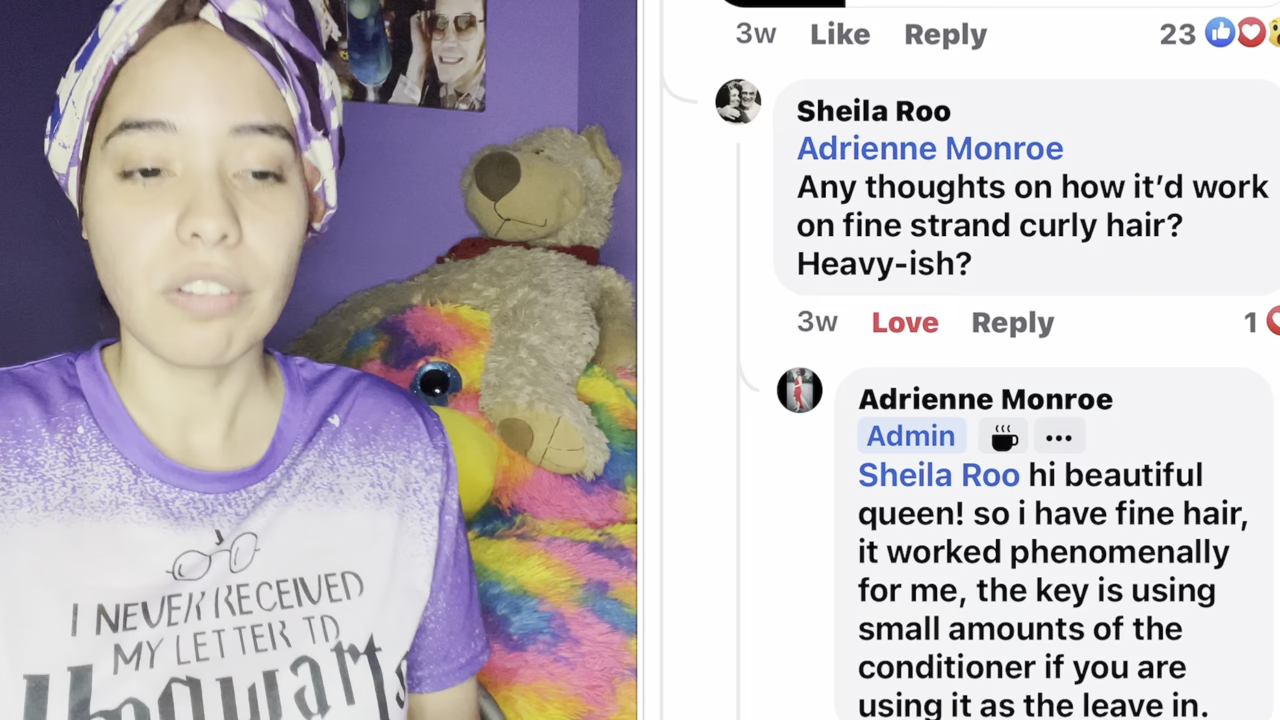 I NEVER RECEIVED
MY LETTER TO
Hogwarts
3w Like Reply 23
Sheila Roo
Adrienne Monroe
Any thoughts on how it’d work
on fine strand curly hair?
Heavy-ish?
3w Love Reply 1
Adrienne Monroe
Admin
Sheila Roo hi beautiful
queen! so i have fine hair,
it worked phenomenally
for me, the key is using
small amounts of the
conditioner if you are
using it as the leave in.